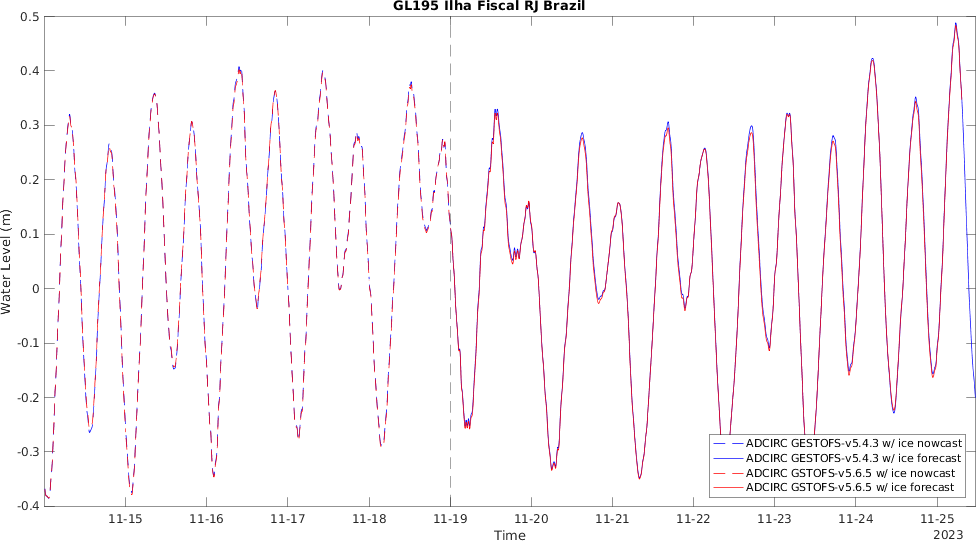 GL195 Ilha Fiscal RJ Brazil
0.5
0.4
0.3
0.2
0.1
0
-0.1
-0.2
-0.3
-0.4
Water Level (m)
ADCIRC GESTOFS-v5.4.3 w/ ice nowcast
ADCIRC GESTOFS-v5.4.3 w/ ice forecast
ADCIRC GSTOFS-v5.6.5 w/ ice nowcast
ADCIRC GSTOFS-v5.6.5 w/ ice forecast
11-15 11-16 11-17 11-18 11-19 11-20 11-21 11-22 11-23 11-24 11-25
Time
2023